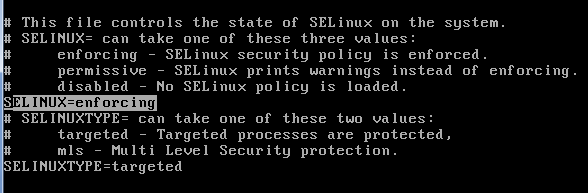 # This file controls the state of SELinux on the system.
# SELINUX= can take one of these three values:
#     enforcing - SELinux security policy is enforced.
#     permissive - SELinux prints warnings instead of enforcing.
#     disabled - No SELinux policy is loaded.
SELINUX=enforcing
# SELINUXTYPE= can take one of these two values:
#     targeted - Targeted processes are protected,
#     mls - Multi Level Security protection.
SELINUXTYPE=targeted